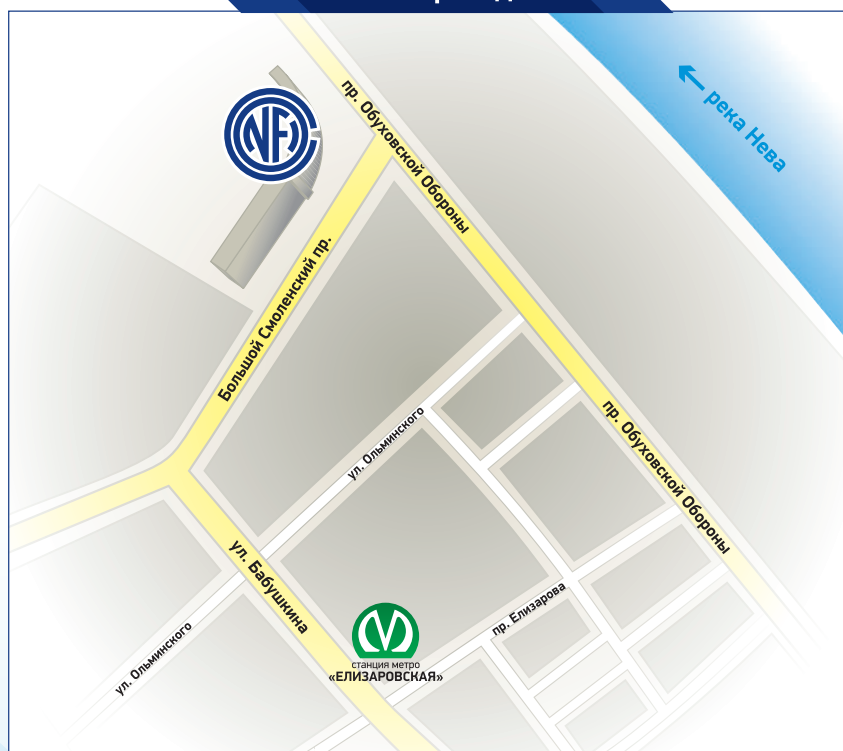 река Нева
пр. Обуховской Обороны
NFC
Большой Смоленский пр.
ул. Ольминского
пр. Обуховской Обороны
ул. Бабушкина
пр. Елизарова
ул. Ольминского
станция метро
«ЕЛИЗАРОВСКАЯ»